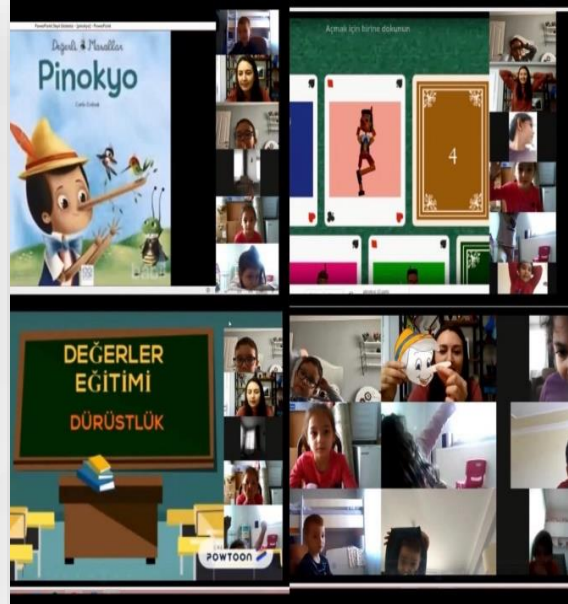 Değerli Masallar
Pinokyo
Açmak için birine dokunun
4
DEĞERLER
EĞİTİMİ
DÜRÜSTLÜK
POWTOON